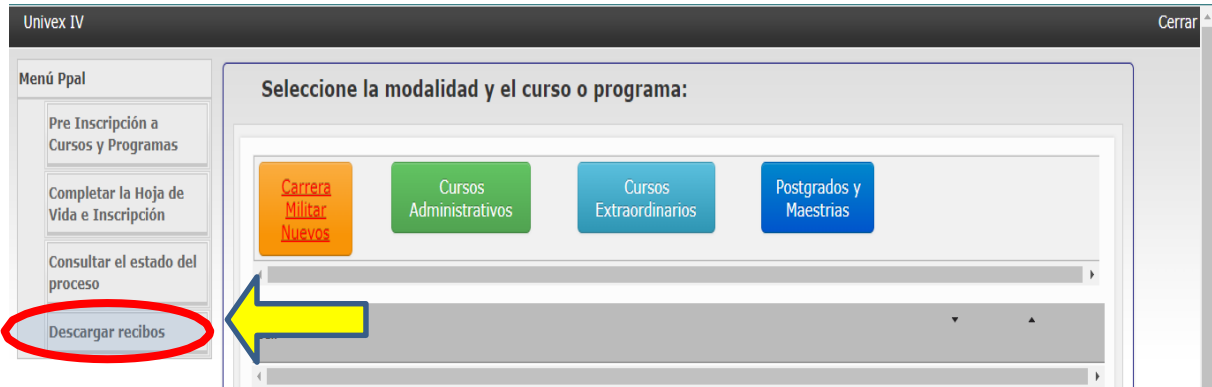 Univex IV
Cerrar
Menú Ppal
Pre Inscripción a
Cursos y Programas
Completar la Hoja de
Vida e Inscripción
Consultar el estado del
proceso
Descargar recibos
Seleccione la modalidad y el curso o programa:
Carrera
Militar
Nuevos
Cursos
Administrativos
Cursos
Extraordinarios
Postgrados y
Maestrias